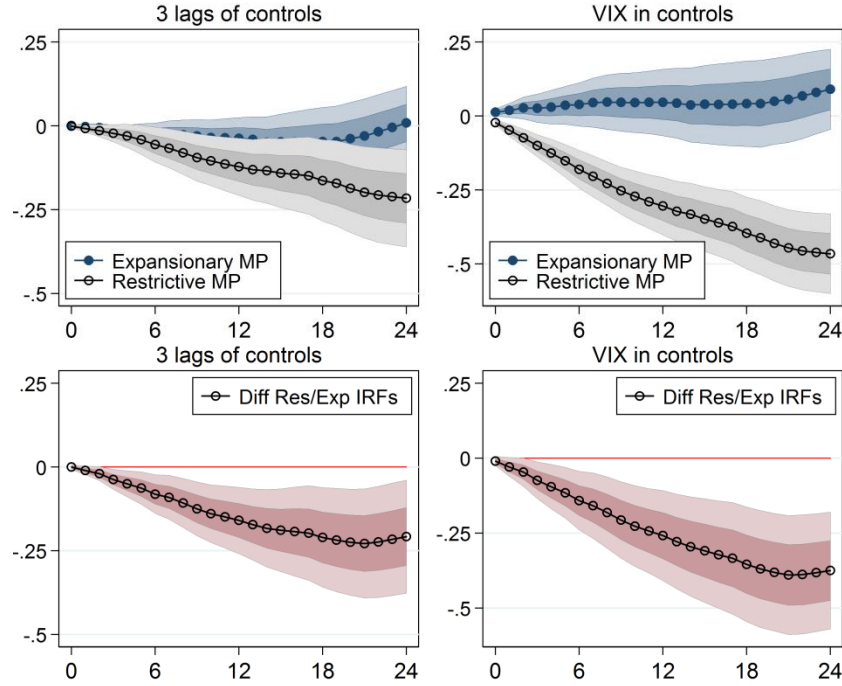 3 lags of controls
.25
0
-.25
-.5
Expansionary MP
Restrictive MP
0 6 12 18 24
VIX in controls
.25
0
-.25
-.5
Expansionary MP
Restrictive MP
0 6 12 18 24
3 lags of controls
.25
0
-.25
-.5
Diff Res/Exp IRFs
0 6 12 18 24
VIX in controls
.25
0
-.25
-.5
Diff Res/Exp IRFs
0 6 12 18 24